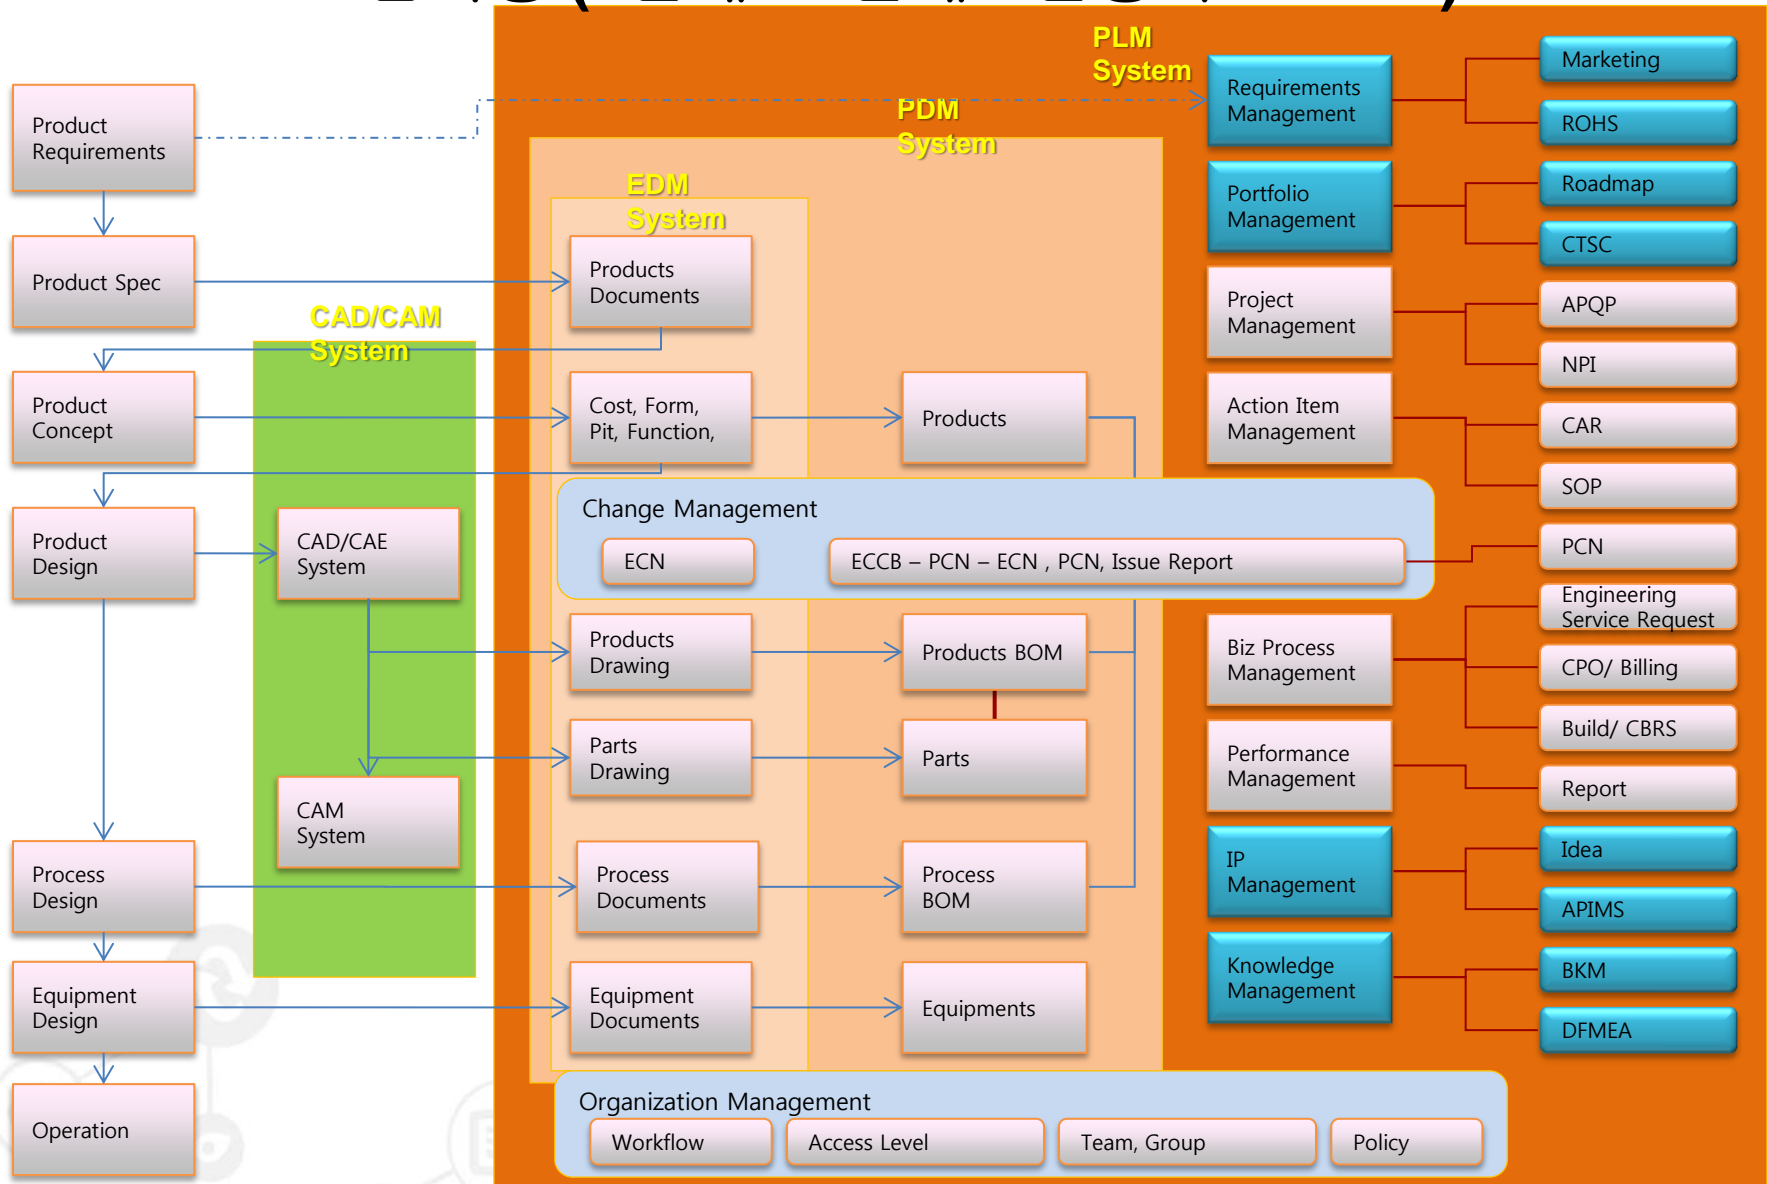 PLM
System
PDM
System
EDM
System
CAD/CAM
System
Product
Requirements
Product Spec
Product
Concept
Product
Design
Process
Design
Equipment
Design
Operation
CAD/CAE
System
CAM
System
Products
Documents
Cost, Form,
Pit, Function,
Products
Change Management
ECN
ECCB – PCN – ECN , PCN, Issue Report
Products
Drawing
Products BOM
Parts
Drawing
Parts
Process
Documents
Process
BOM
Equipment
Documents
Equipments
Organization Management
Workflow
Access Level
Team, Group
Policy
Requirements
Management
Portfolio
Management
Project
Management
Action Item
Management
Biz Process
Management
Performance
Management
IP
Management
Knowledge
Management
Marketing
ROHS
Roadmap
CTSC
APQP
NPI
CAR
SOP
PCN
Engineering
Service Request
CPO/ Billing
Build/ CBRS
Report
Idea
APIMS
BKM
DFMEA